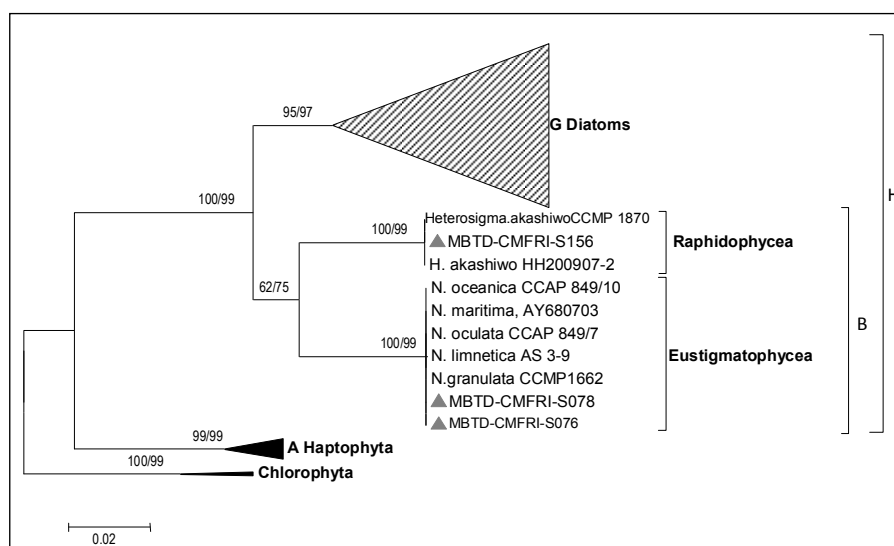 95/97
G Diatoms
H
100/99
Heterosigma.akashiwoCCMP 1870
100/99
MBTD-CMFRI-S156
Raphidophycea
H. akashiwo HH200907-2
62/75
N. oceanica CCAP 849/10
N. maritima, AY680703
B
N. oculata CCAP 849/7
100/99
N. limnetica AS 3-9
Eustigmatophycea
N.granulata CCMP1662
MBTD-CMFRI-S078
MBTD-CMFRI-S076
99/99
A Haptophyta
100/99
Chlorophyta
0.02